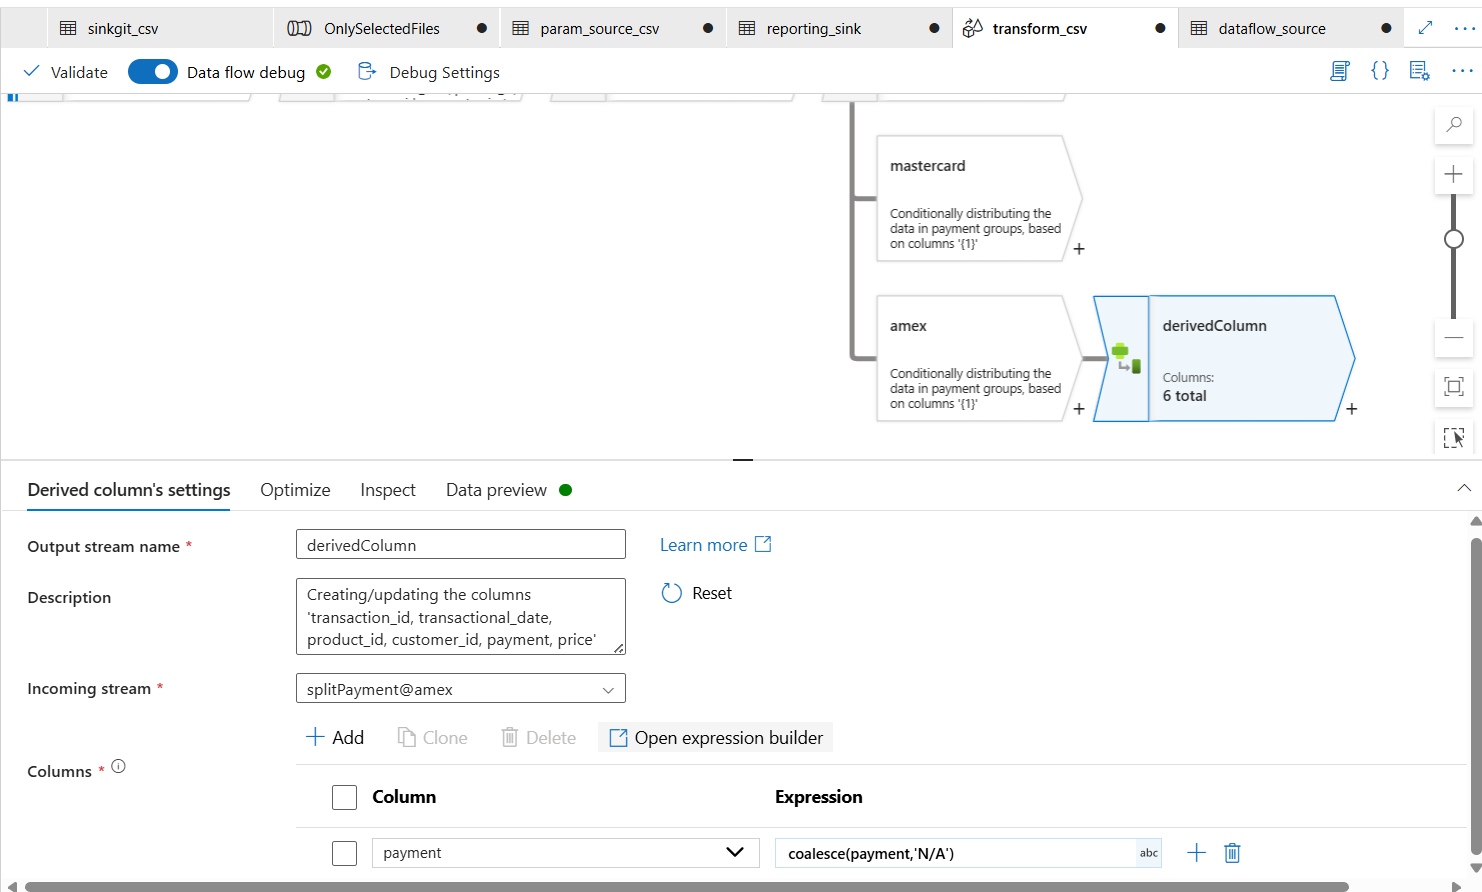 sinkgit_csv
OnlySelectedFiles
param_source_csv
reporting_sink
transform_csv
dataflow_source
Validate
Data flow debug
Debug Settings
mastercard
Conditionally distributing the
data in payment groups, based
on columns '{1}'
amex
Conditionally distributing the
data in payment groups, based
on columns '{1}'
derivedColumn
Columns:
6 total
Derived column's settings
Optimize
Inspect
Data preview
Output stream name *
derivedColumn
Learn more
Description
Creating/updating the columns
'transaction_id, transactional_date,
product_id, customer_id, payment, price'
Reset
Incoming stream *
splitPayment@amex
Add
Clone
Delete
Open expression builder
Columns *
Column
Expression
payment
coalesce(payment,'N/A')
abc